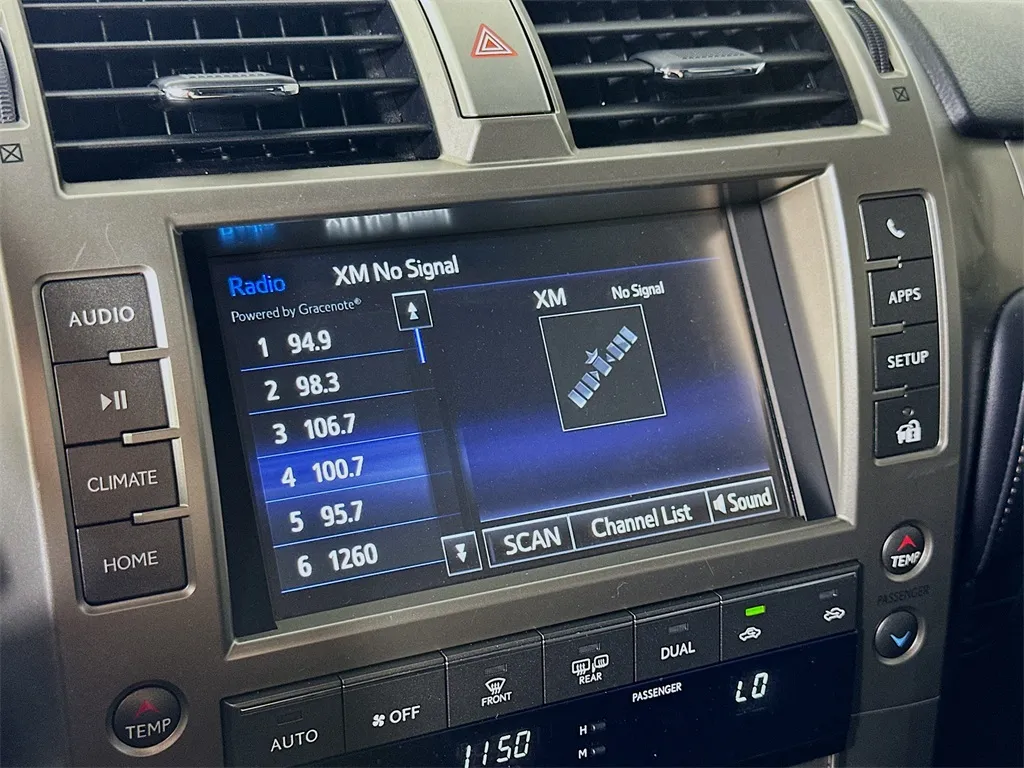 Radio
XM No Signal
Powered by Gracenote®
1 94.9
2 98.3
3 106.7
4 100.7
5 95.7
6 1260
XM No Signal
SCAN
Channel List
Sound
AUDIO
CLIMATE
HOME
APPS
SETUP
TEMP
PASSENGER
TEMP
AUTO
OFF
FRONT
REAR
DUAL
PASSENGER
LO
1150
H
M